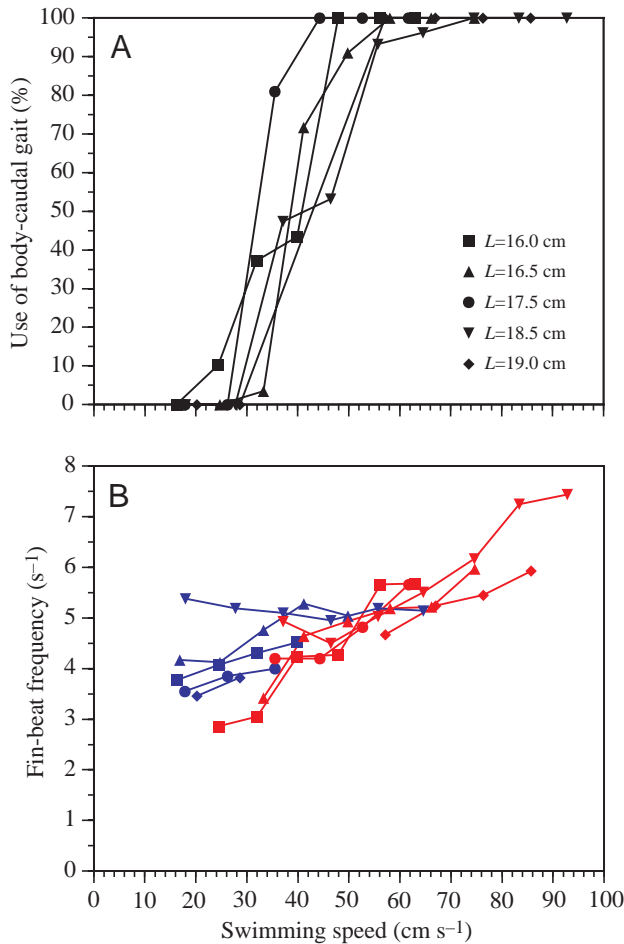 A
Use of body-caudal gait (%)
100
90
80
70
60
50
40
30
20
10
0
L=16.0 cm
L=16.5 cm
L=17.5 cm
L=18.5 cm
L=19.0 cm
B
Fin-beat frequency (s⁻¹)
8
7
6
5
4
3
2
1
0
0 10 20 30 40 50 60 70 80 90 100
Swimming speed (cm s⁻¹)